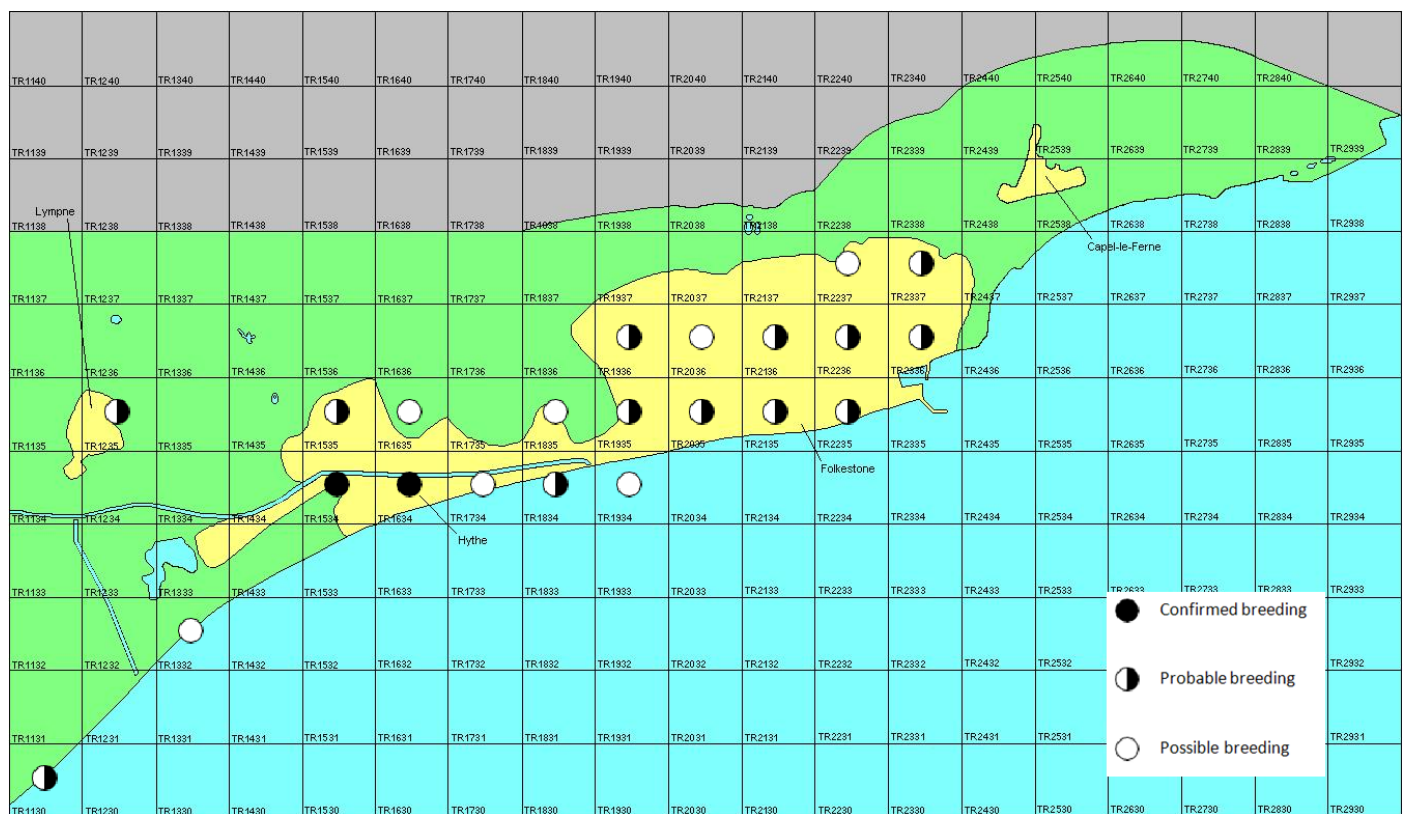 TR1140 TR1240 TR1340 TR1440 TR1540 TR1640 TR1740 TR1840 TR1940 TR2040 TR2140 TR2240 TR2340 TR2440 TR2540 TR2640 TR2740 TR2840
TR1139 TR1239 TR1339 TR1439 TR1539 TR1639 TR1739 TR1839 TR1939 TR2039 TR2139 TR2239 TR2339 TR2439 TR2539 TR2639 TR2739 TR2839 TR2939
Lympne
TR1138 TR1238 TR1338 TR1438 TR1538 TR1638 TR1738 TR1938 TR2038 TR2138 TR2238 TR2338 TR2438 TR2538 TR2638 TR2738 TR2838 TR2938
Capel-le-Ferne
TR1137 TR1237 TR1337 TR1437 TR1537 TR1637 TR1737 TR1837 TR1937 TR2037 TR2137 TR2237 TR2337 TR2437 TR2537 TR2637 TR2737 TR2837 TR2937
TR1136 TR1236 TR1336 TR1436 TR1536 TR1636 TR1736 TR1836 TR1936 TR2036 TR2136 TR2236 TR2336 TR2436 TR2536 TR2636 TR2736 TR2836 TR2936
TR1135 TR1235 TR1335 TR1435 TR1535 TR1635 TR1735 TR1835 TR1935 TR2035 TR2135 TR2235 TR2335 TR2435 TR2535 TR2635 TR2735 TR2835 TR2935
Folkestone
TR1134 TR1234 TR1334 TR1434 TR1534 TR1634 TR1734 TR1834 TR1934 TR2034 TR2134 TR2234 TR2334 TR2434 TR2534 TR2634 TR2734 TR2834 TR2934
Hythe
TR1133 TR1233 TR1333 TR1433 TR1533 TR1633 TR1733 TR1833 TR1933 TR2033 TR2133 TR2233 TR2333 TR2433 TR2533 TR2633 TR2733 TR2833 TR2933
Confirmed breeding
TR1132 TR1232 TR1332 TR1432 TR1532 TR1632 TR1732 TR1832 TR1932 TR2032 TR2132 TR2232 TR2332 TR2432 TR2532 TR2932
Probable breeding
TR1131 TR1231 TR1331 TR1431 TR1531 TR1631 TR1731 TR1831 TR1931 TR2031 TR2131 TR2231 TR2331 TR2431 TR2531 TR2931
Possible breeding
TR1130 TR1230 TR1330 TR1430 TR1530 TR1630 TR1730 TR1830 TR1930 TR2030 TR2130 TR2230 TR2330 TR2430 TR2530 TR2630 TR2730 TR2830 TR2930